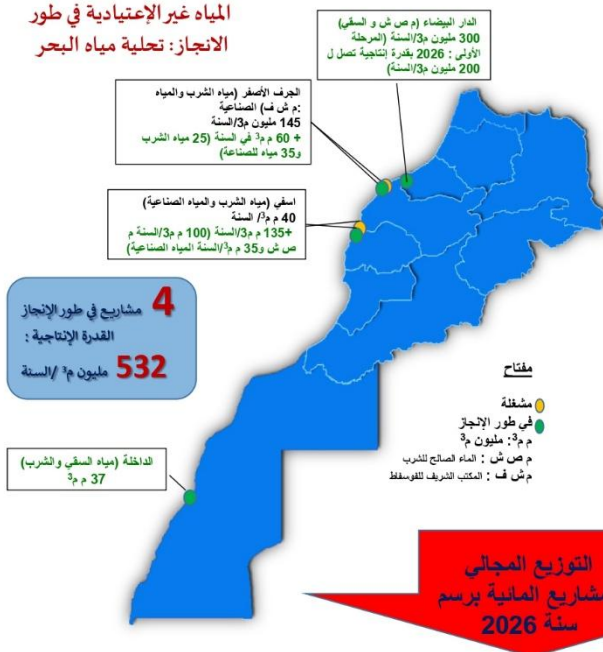 المياه غير الإعتيادية في طور
الانجاز: تحلية مياه البحر
الدار البيضاء (م ص ش و السقي)
300 مليون م3/السنة (المرحلة
الأولى : 2026 بقدرة إنتاجية تصل ل
200 مليون م3/السنة)
الجرف الأصفر (مياه الشرب والمياه
الصناعية (م ش ف:
145 مليون م3/السنة
+ 60 م م³ في السنة (25 مياه الشرب
و35 مياه للصناعة)
اسفي (مياه الشرب والمياه الصناعية)
40 م م³/ السنة
+135 م م3/السنة (100 م م3/السنة م
ص ش و35 م م³/السنة المياه الصناعية)
4 مشاريع في طور الإنجاز
القدرة الإنتاجية :
532 مليون م³ /السنة
مفتاح
مشغلة
في طور الإنجاز
م م³: مليون م³
م ص ش : الماء الصالح للشرب
م ش ف : المكتب الشريف للفوسفاط
الداخلة (مياه السقي والشرب)
37 م م³
التوزيع المجالي
مشاريع المائية برسم
سنة 2026